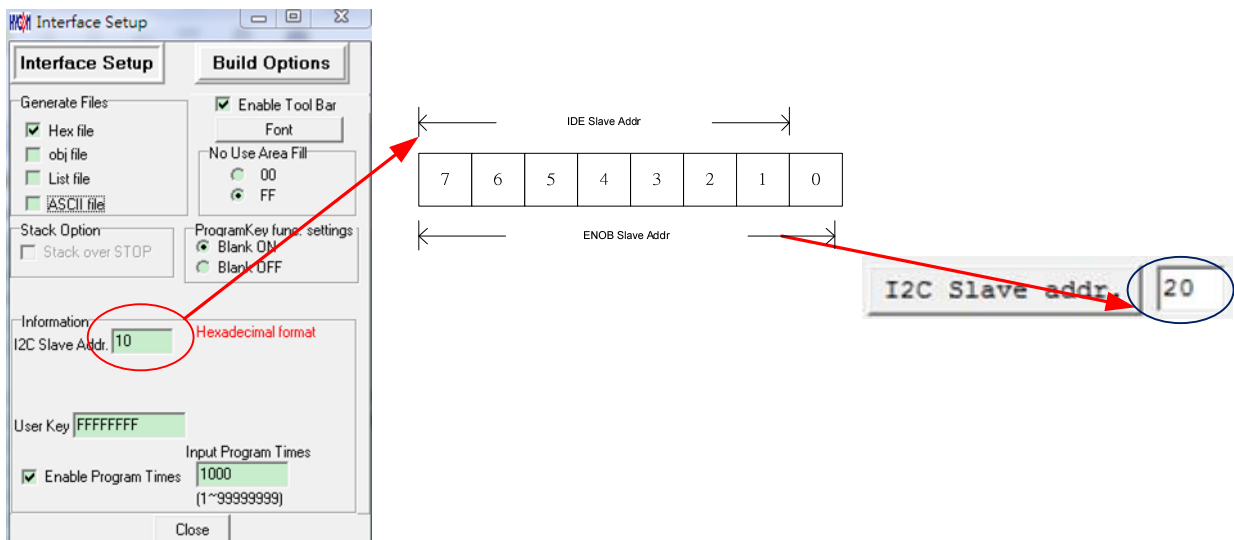 HYCON Interface Setup
Interface Setup
Build Options
Generate Files
Hex file
obj file
List file
ASCII file
Enable Tool Bar
Font
No Use Area Fill
00
FF
Stack Option
Stack over STOP
ProgramKey func. settings
Blank ON
Blank OFF
Information
I2C Slave Addr. 10
Hexadecimal format
User Key FFFFFFFF
Input Program Times
Enable Program Times 1000
(1~99999999)
Close
IDE Slave Addr
7 6 5 4 3 2 1 0
ENOB Slave Addr
I2C Slave addr. 20